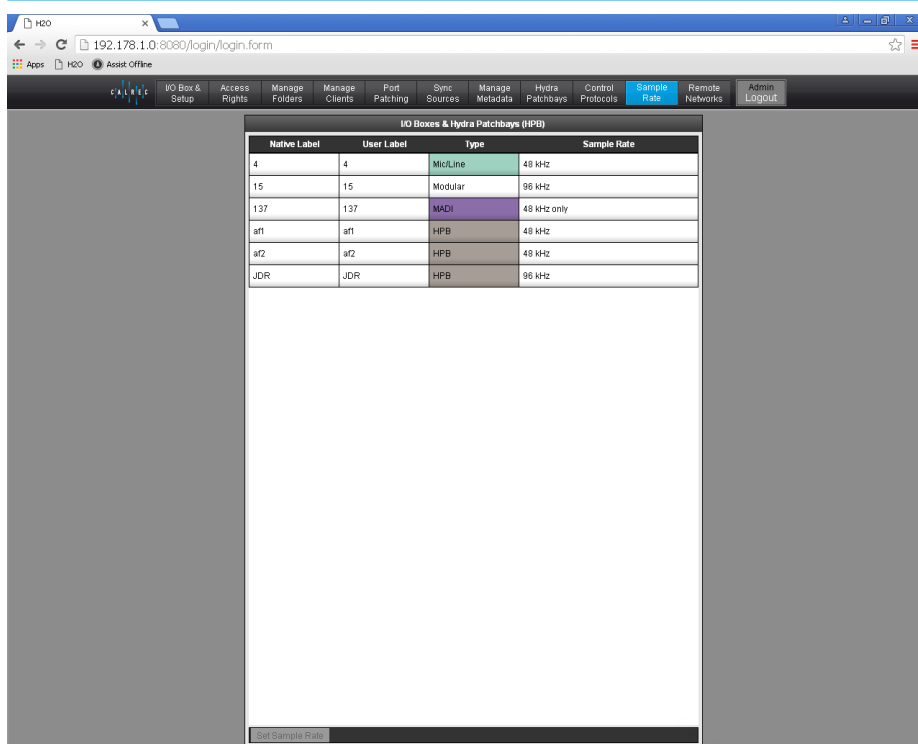 H2O
192.178.1.0:8080/login/login.form
Apps H2O Assist Offline
CALREC
I/O Box & Setup
Access Rights
Manage Folders
Manage Clients
Port Patching
Sync Sources
Manage Metadata
Hydra Patchbays
Control Protocols
Sample Rate
Remote Networks
Admin Logout
I/O Boxes & Hydra Patchbays (HPB)
Native Label User Label Type Sample Rate
4 4 Mic/Line 48 kHz
15 15 Modular 96 kHz
137 137 MADI 48 kHz only
af1 af1 HPB 48 kHz
af2 af2 HPB 48 kHz
JDR JDR HPB 96 kHz
Set Sample Rate